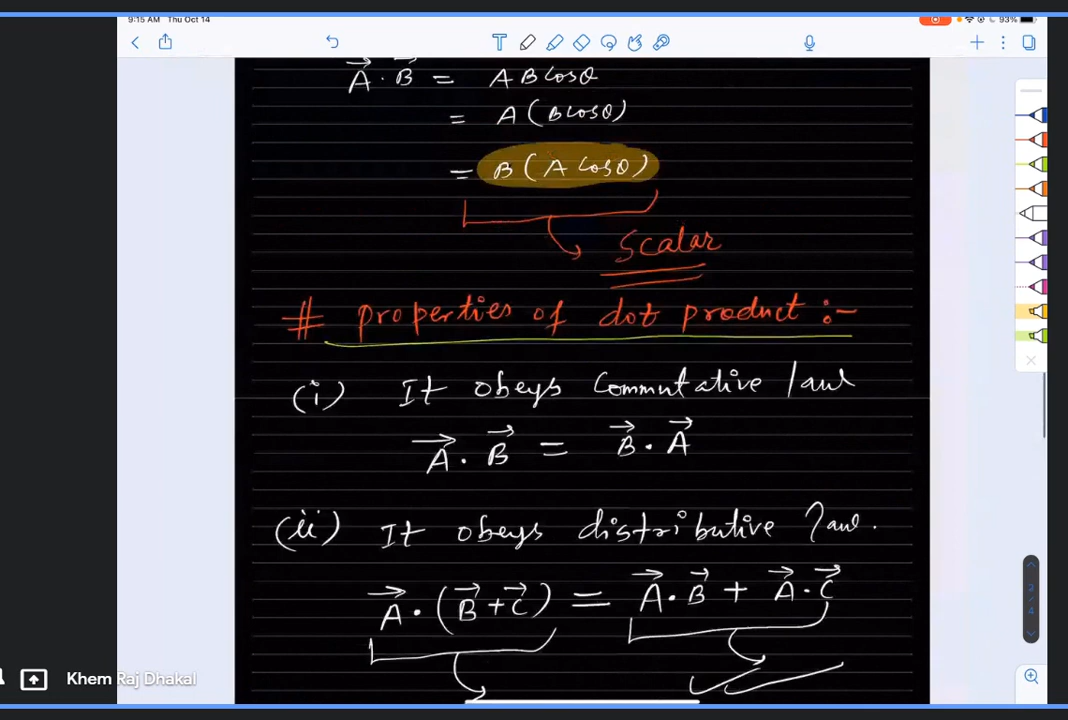 9:15 AM Thu Oct 14
93%
A⃗ · B⃗ = AB cosθ
= A (B cosθ)
= B (A cosθ)
Scalar
# properties of dot product :-
(i) It obeys Commutative law
A⃗ · B⃗ = B⃗ · A⃗
(ii) It obeys distributive law.
A⃗ · (B⃗ + C⃗) = A⃗ · B⃗ + A⃗ · C⃗
Khem Raj Dhakal